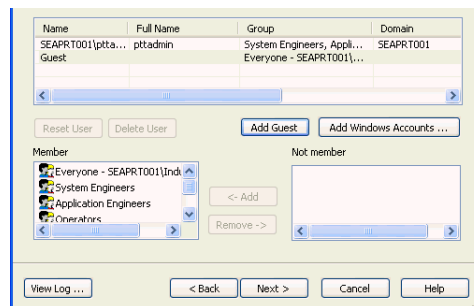 Name Full Name Group Domain
SEAPRT001\ptta... pttadmin System Engineers, Appli... SEAPRT001
Guest Everyone - SEAPRT001\...
Reset User Delete User Add Guest Add Windows Accounts ...
Member Not member
Everyone - SEAPRT001\Indu
System Engineers
Application Engineers
Operators
<- Add
Remove ->
View Log ... < Back Next > Cancel Help